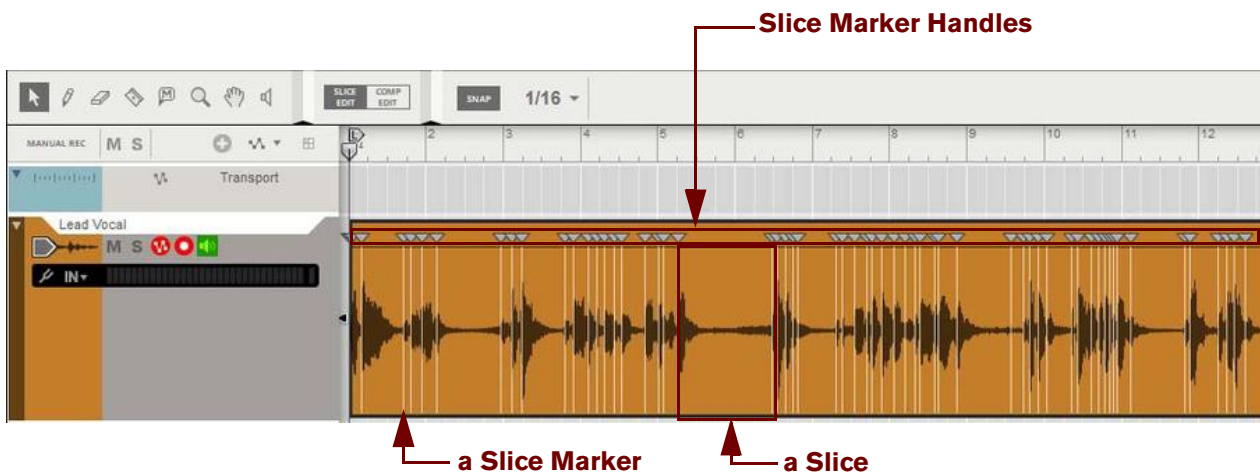 Slice Marker Handles
SLICE EDIT COMP EDIT SNAP 1/16
MANUAL REC M S L 2 3 4 5 6 7 8 9 10 11 12
Transport
Lead Vocal
M S
IN
a Slice Marker a Slice